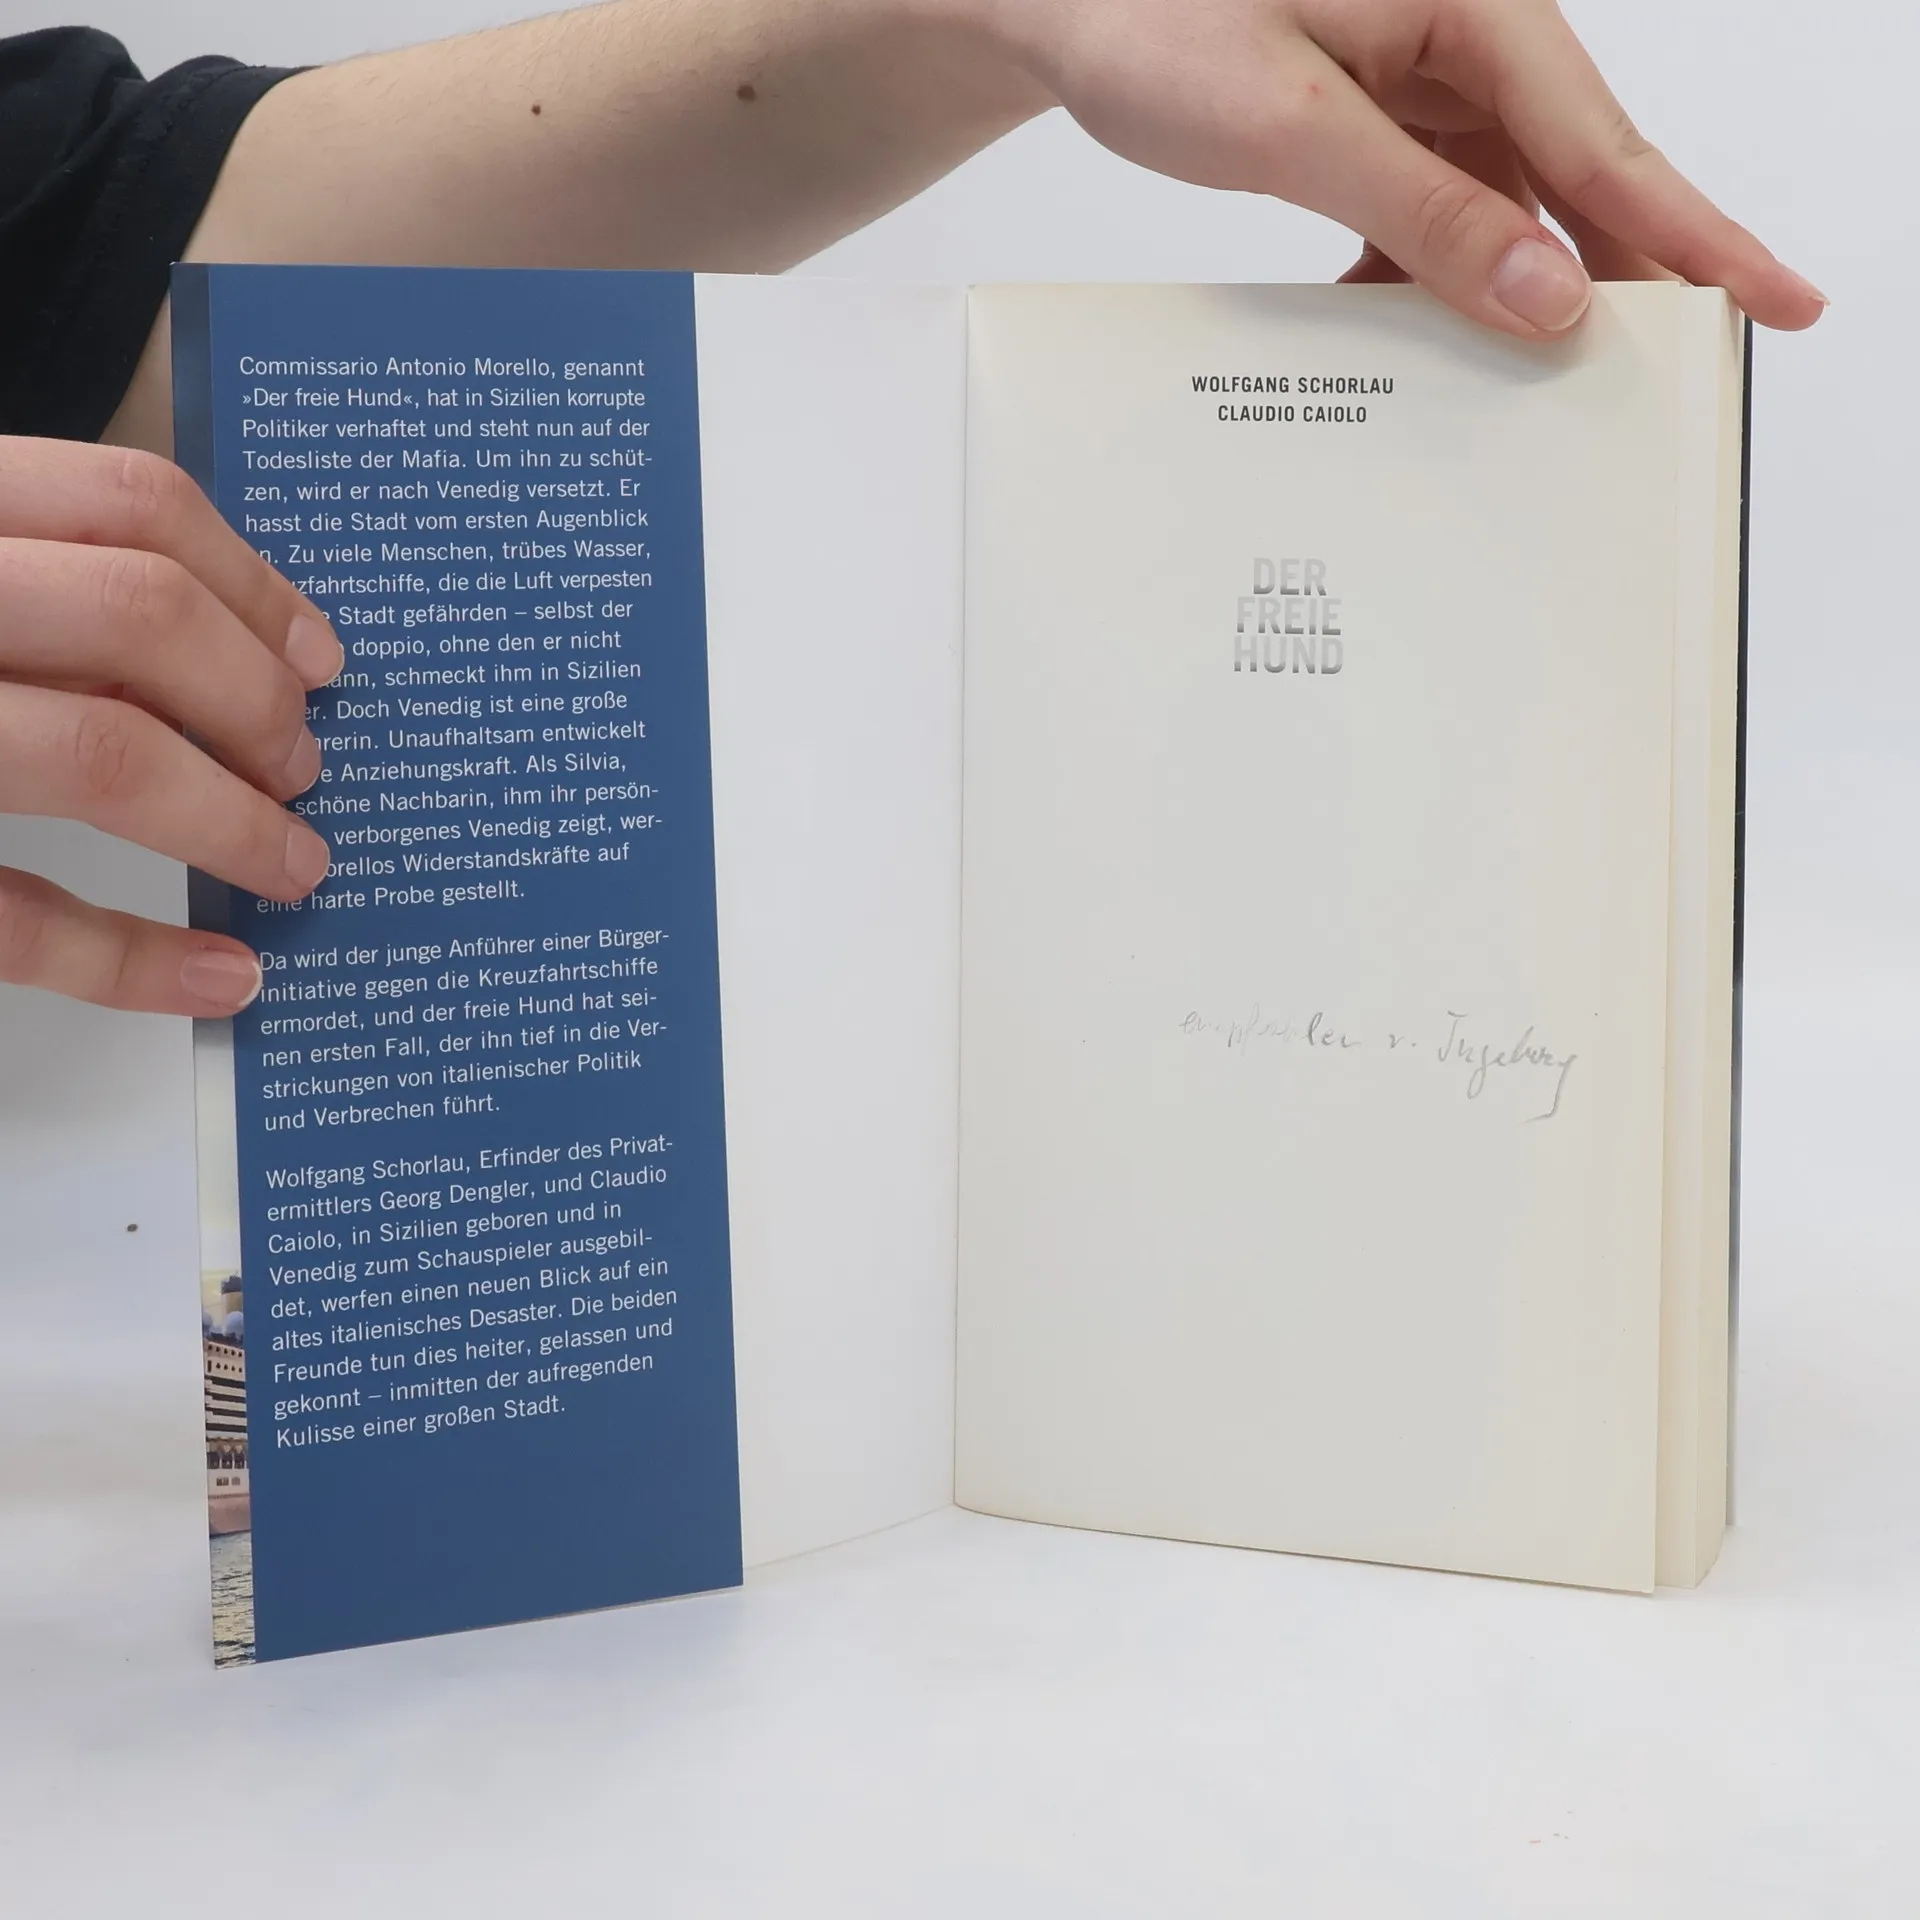 Commissario Antonio Morello, genannt
»Der freie Hund«, hat in Sizilien korrupte
Politiker verhaftet und steht nun auf der
Todesliste der Mafia. Um ihn zu schüt-
zen, wird er nach Venedig versetzt. Er
hasst die Stadt vom ersten Augenblick
n. Zu viele Menschen, trübes Wasser,
zfahrtschiffe, die die Luft verpesten
Stadt gefährden – selbst der
doppio, ohne den er nicht
ann, schmeckt ihm in Sizilien
er. Doch Venedig ist eine große
hrerin. Unaufhaltsam entwickelt
e Anziehungskraft. Als Silvia,
schöne Nachbarin, ihm ihr persön-
verborgenes Venedig zeigt, wer-
orellos Widerstandskräfte auf
eine harte Probe gestellt.
Da wird der junge Anführer einer Bürger-
initiative gegen die Kreuzfahrtschiffe
ermordet, und der freie Hund hat sei-
nen ersten Fall, der ihn tief in die Ver-
strickungen von italienischer Politik
und Verbrechen führt.
Wolfgang Schorlau, Erfinder des Privat-
ermittlers Georg Dengler, und Claudio
Caiolo, in Sizilien geboren und in
Venedig zum Schauspieler ausgebil-
det, werfen einen neuen Blick auf ein
altes italienisches Desaster. Die beiden
Freunde tun dies heiter, gelassen und
gekonnt – inmitten der aufregenden
Kulisse einer großen Stadt.
WOLFGANG SCHORLAU
CLAUDIO CAIOLO
DER
FREIE
HUND
empfohlen v. Ingeborg